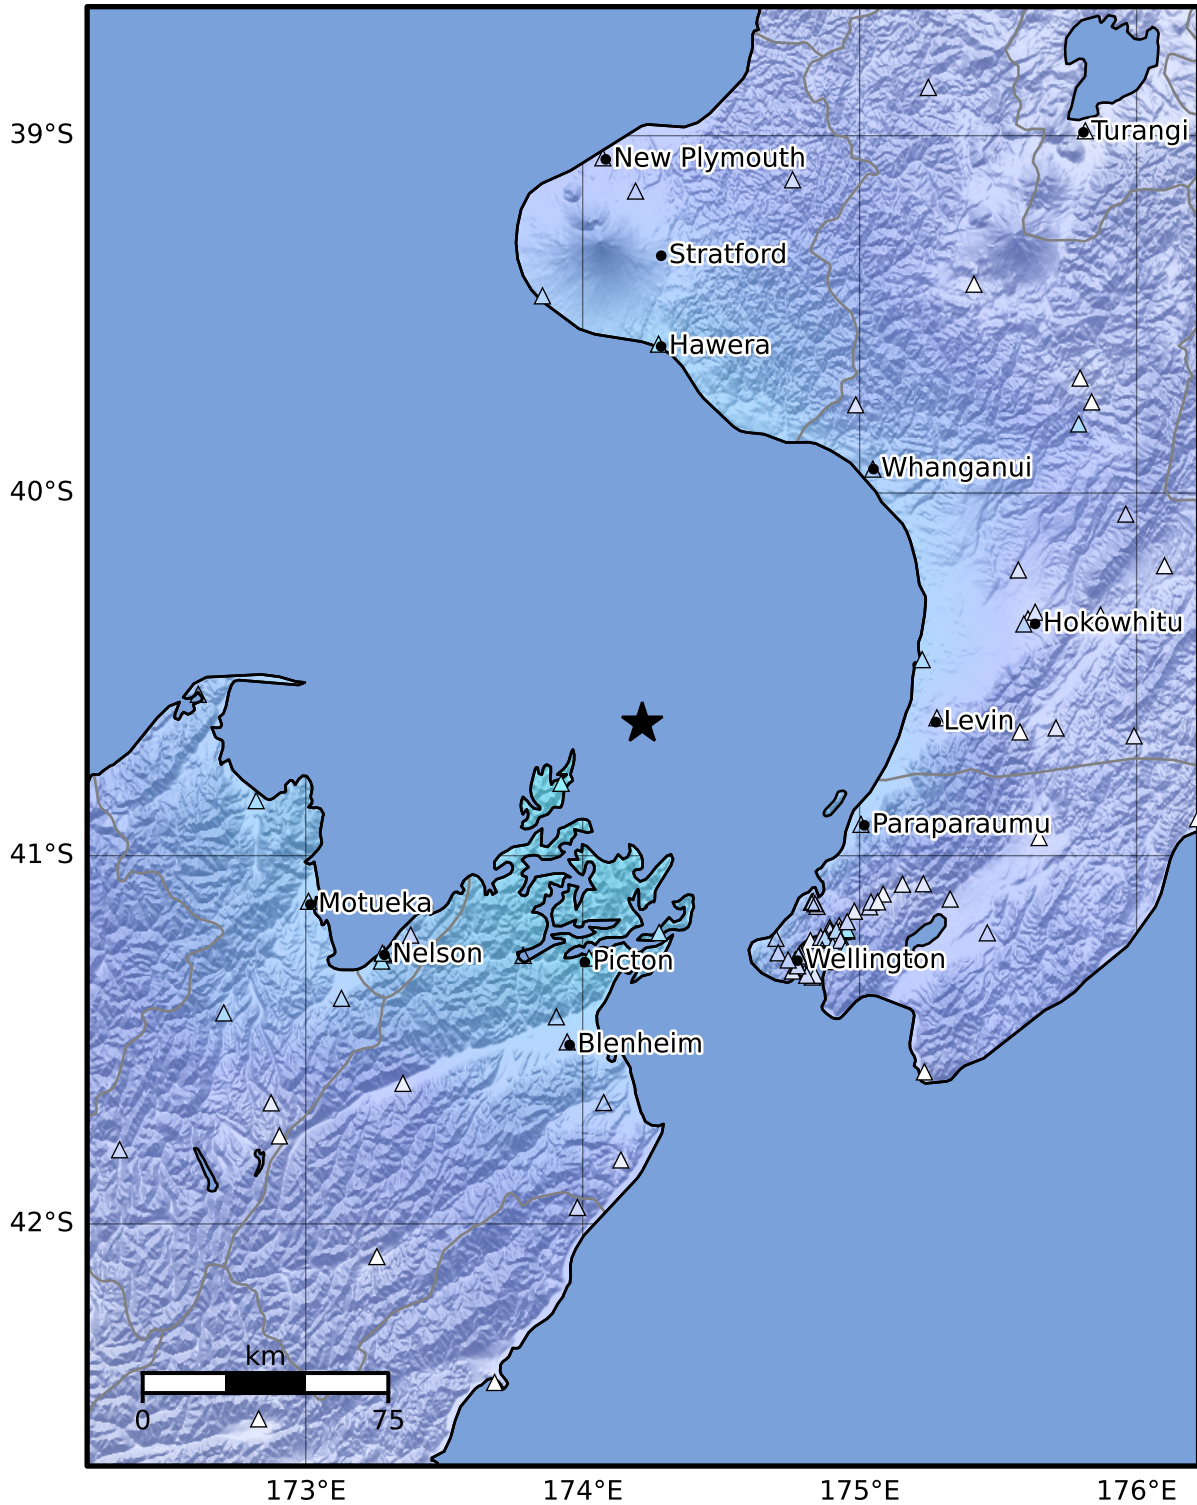 39°S
Turangi
New Plymouth
Stratford
Hawera
Whanganui
40°S
Hokowhitu
Levin
Paraparaumu
41°S
Motueka
Nelson
Picton
Wellington
Blenheim
42°S
km
0 75
173°E 174°E 175°E 176°E